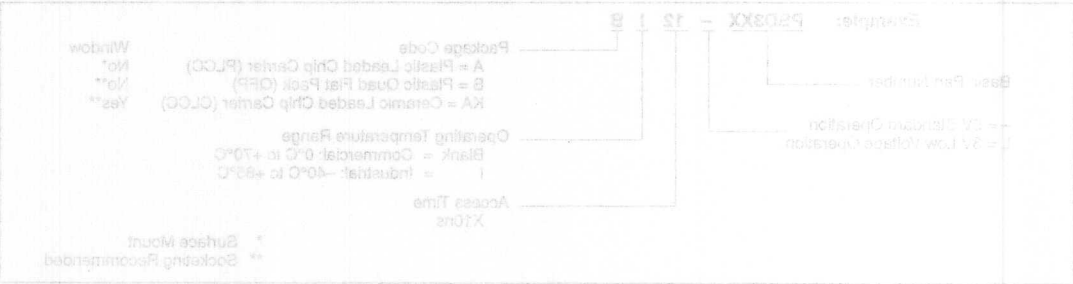 Example: PSD3XX – 12 I B
Basic Part Number
– = 5V Standard Operation
L = 3V Low Voltage Operation
Package Code Window
A = Plastic Leaded Chip Carrier (PLCC) No*
B = Plastic Quad Flat Pack (QFP) No**
KA = Ceramic Leaded Chip Carrier (CLCC) Yes**
Operating Temperature Range
Blank = Commercial: 0°C to +70°C
I = Industrial: –40°C to +85°C
Access Time
X10ns
* Surface Mount
** Socketing Recommended